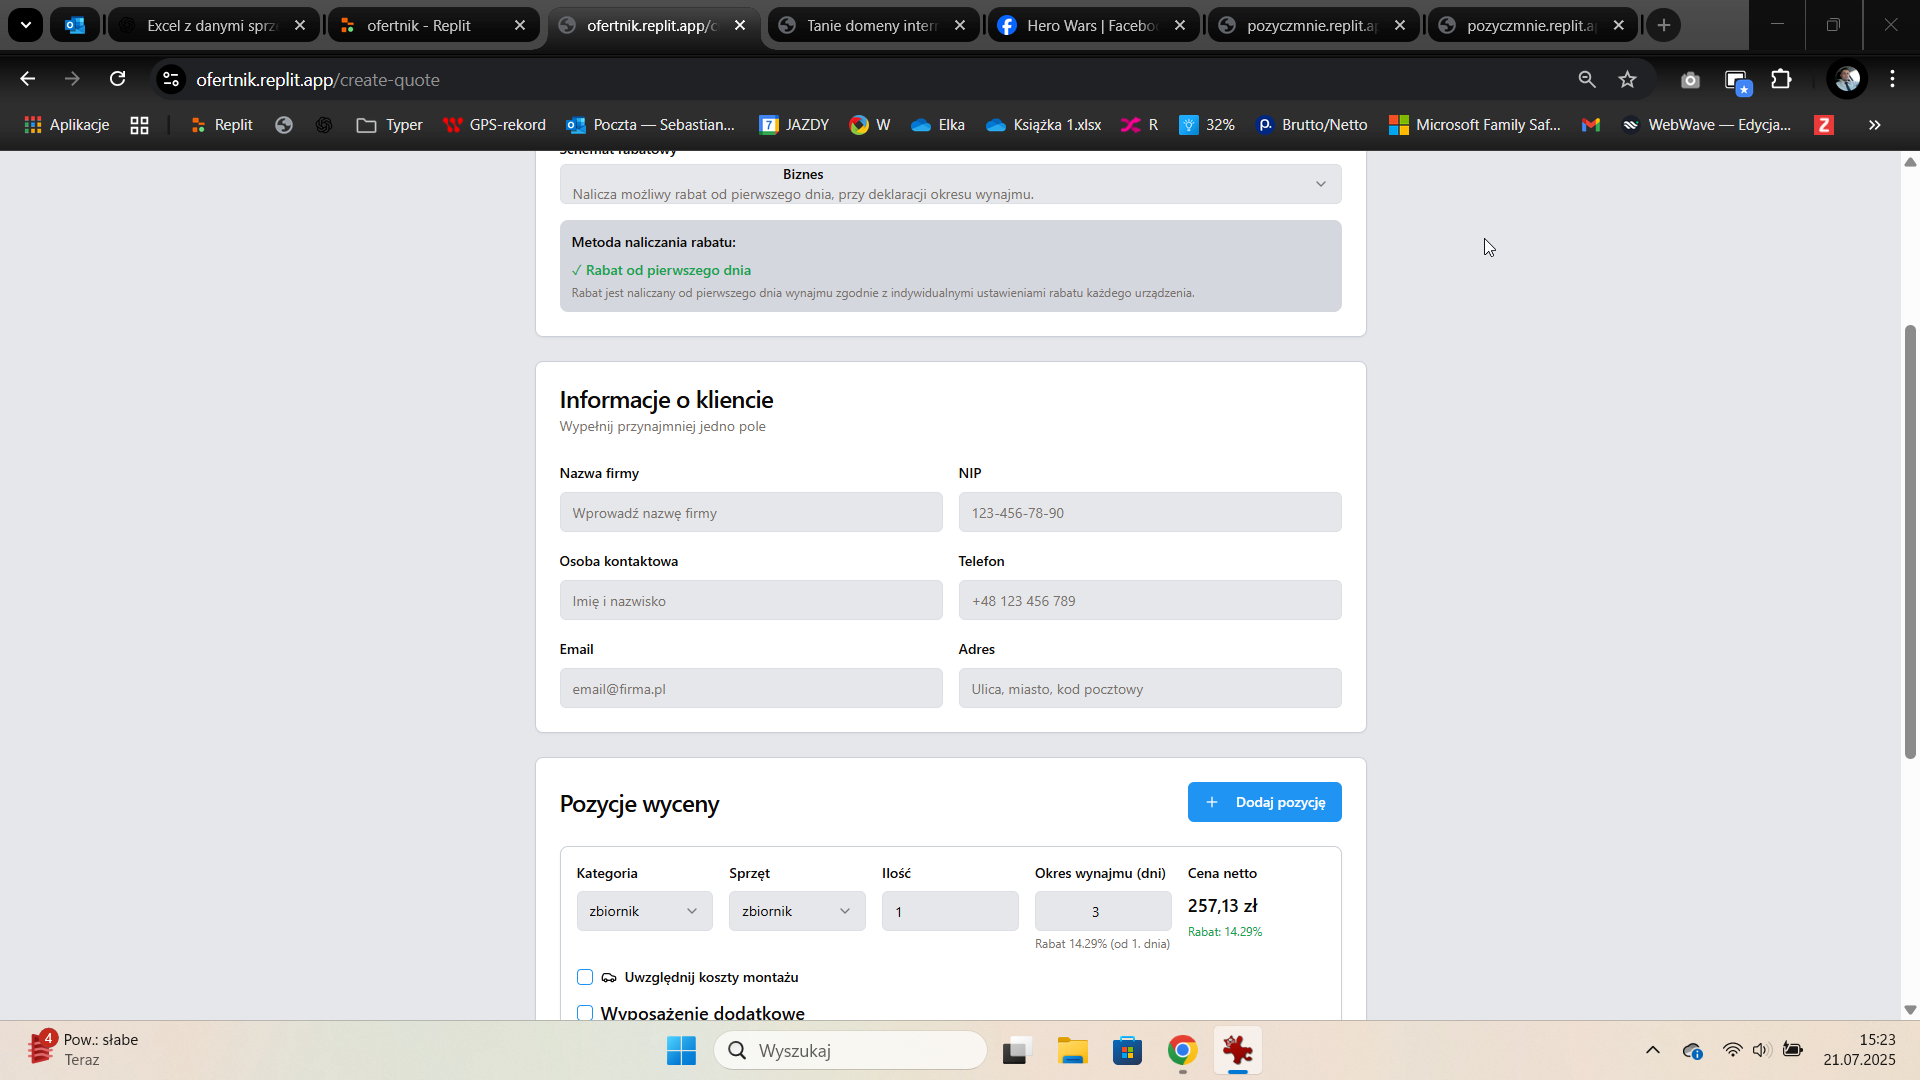 Excel z danymi sprzę
ofertnik - Replit
ofertnik.replit.app/c
Tanie domeny intern
Hero Wars | Facebo
pozyczmnie.replit.ap
pozyczmnie.replit.ap
ofertnik.replit.app/create-quote
Aplikacje
Replit
Typer
GPS-rekord
Poczta — Sebastian...
7 JAZDY
W
Elka
Książka 1.xlsx
R
32%
Brutto/Netto
Microsoft Family Saf...
WebWave — Edycja...
Z
»
Schemat rabatowy
Biznes
Nalicza możliwy rabat od pierwszego dnia, przy deklaracji okresu wynajmu.
Metoda naliczania rabatu:
✓ Rabat od pierwszego dnia
Rabat jest naliczany od pierwszego dnia wynajmu zgodnie z indywidualnymi ustawieniami rabatu każdego urządzenia.
Informacje o kliencie
Wypełnij przynajmniej jedno pole
Nazwa firmy
NIP
Wprowadź nazwę firmy
123-456-78-90
Osoba kontaktowa
Telefon
Imię i nazwisko
+48 123 456 789
Email
Adres
email@firma.pl
Ulica, miasto, kod pocztowy
Pozycje wyceny
+ Dodaj pozycję
Kategoria
Sprzęt
Ilość
Okres wynajmu (dni)
Cena netto
zbiornik
zbiornik
1
3
257,13 zł
Rabat 14.29% (od 1. dnia)
Rabat: 14.29%
Uwzględnij koszty montażu
Wyposażenie dodatkowe
4
Pow.: słabe
Teraz
Wyszukaj
15:23
21.07.2025